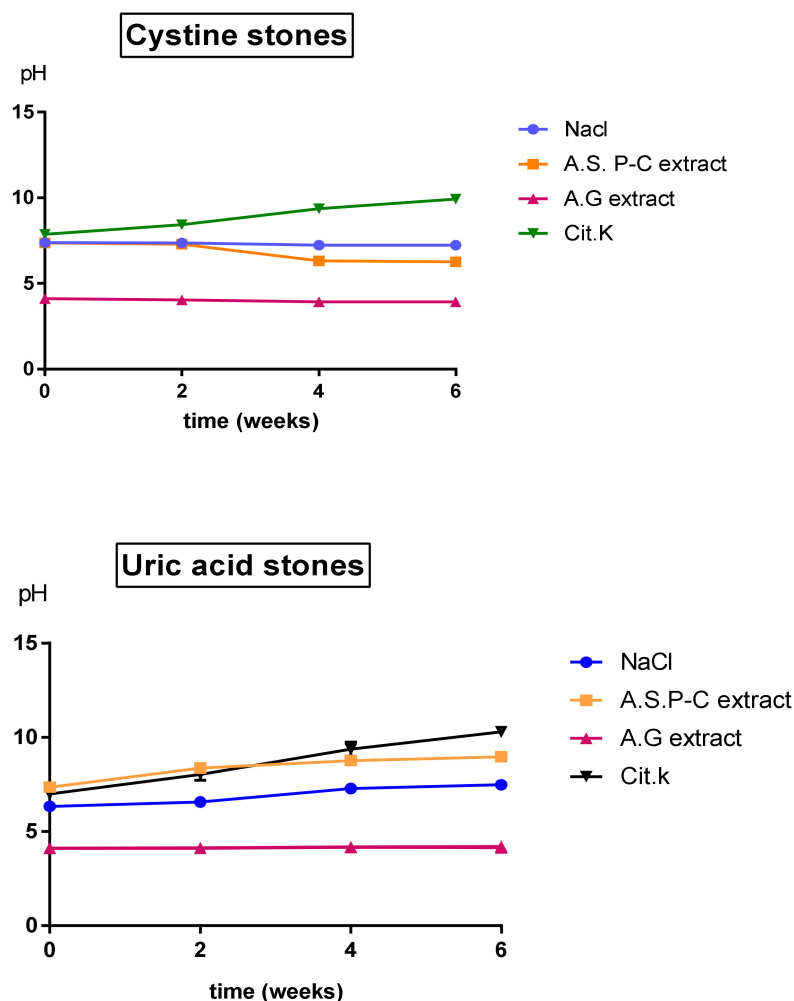 Cystine stones
pH
15
10
5
0
0 2 4 6
time (weeks)
Nacl
A.S. P-C extract
A.G extract
Cit.K
Uric acid stones
pH
15
10
5
0
0 2 4 6
time (weeks)
NaCl
A.S.P-C extract
A.G extract
Cit.k